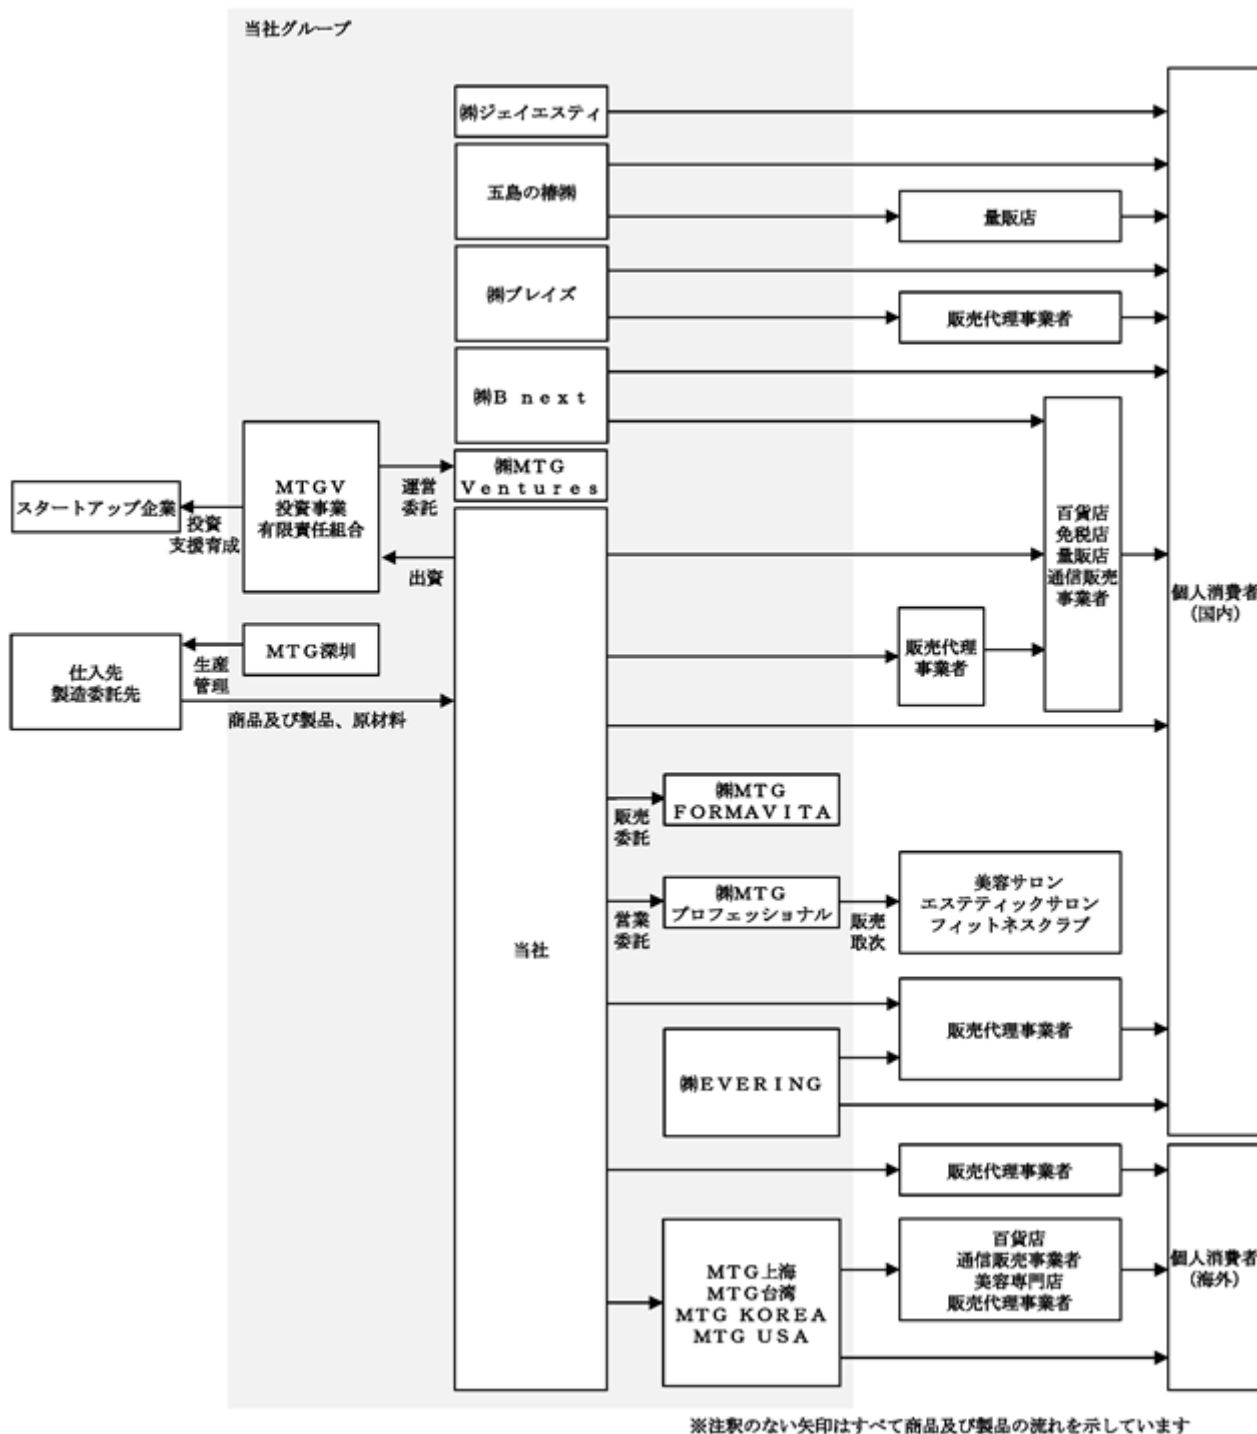 当社グループ
㈱ジェイエスティ
五島の椿㈱
量販店
㈱ブレイズ
販売代理事業者
㈱B next
㈱MTG
Ventures
MTGV
投資事業
有限責任組合
運営
委託
スタートアップ企業
投資
支援育成
出資
百貨店
免税店
量販店
通信販売
事業者
個人消費者
(国内)
仕入先
製造委託先
生産
管理
MTG深圳
商品及び製品、原材料
販売代理
事業者
当社
販売
委託
㈱MTG
FORMAVITA
営業
委託
㈱MTG
プロフェッショナル
販売
取次
美容サロン
エステティックサロン
フィットネスクラブ
販売代理事業者
㈱EVERING
販売代理事業者
MTG上海
MTG台湾
MTG KOREA
MTG USA
百貨店
通信販売事業者
美容専門店
販売代理事業者
個人消費者
(海外)
※注釈のない矢印はすべて商品及び製品の流れを示しています